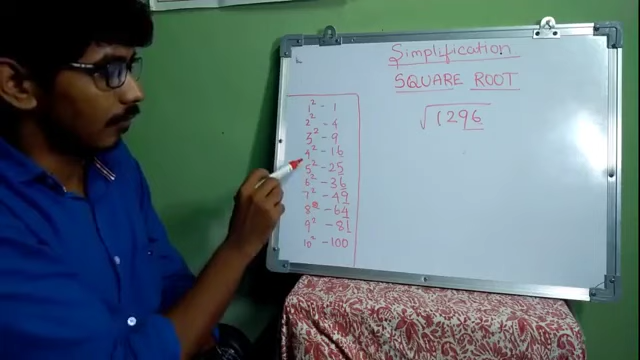 Simplification
SQUARE ROOT
√1296
1² - 1
2² - 4
3² - 9
4² - 16
5² - 25
6² - 36
7² - 49
8² - 64
9² - 81
10² - 100